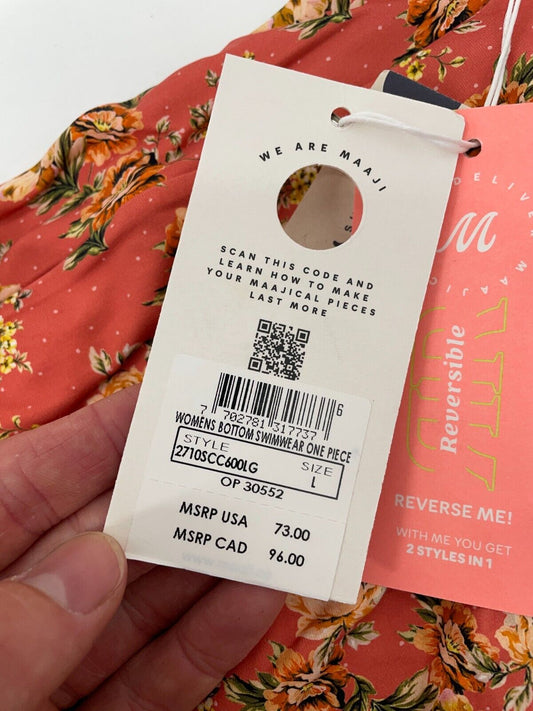 WE ARE MAAJI
SCAN THIS CODE AND
LEARN HOW TO MAKE
YOUR MAAJICAL PIECES
LAST MORE
7 702781 317737 6
WOMENS BOTTOM SWIMWEAR ONE PIECE
STYLE SIZE
2710SCC600LG L
OP 30552
MSRP USA 73.00
MSRP CAD 96.00
DELIVER
M
MAAJI
Reversible
REVERSE ME!
WITH ME YOU GET
2 STYLES IN 1